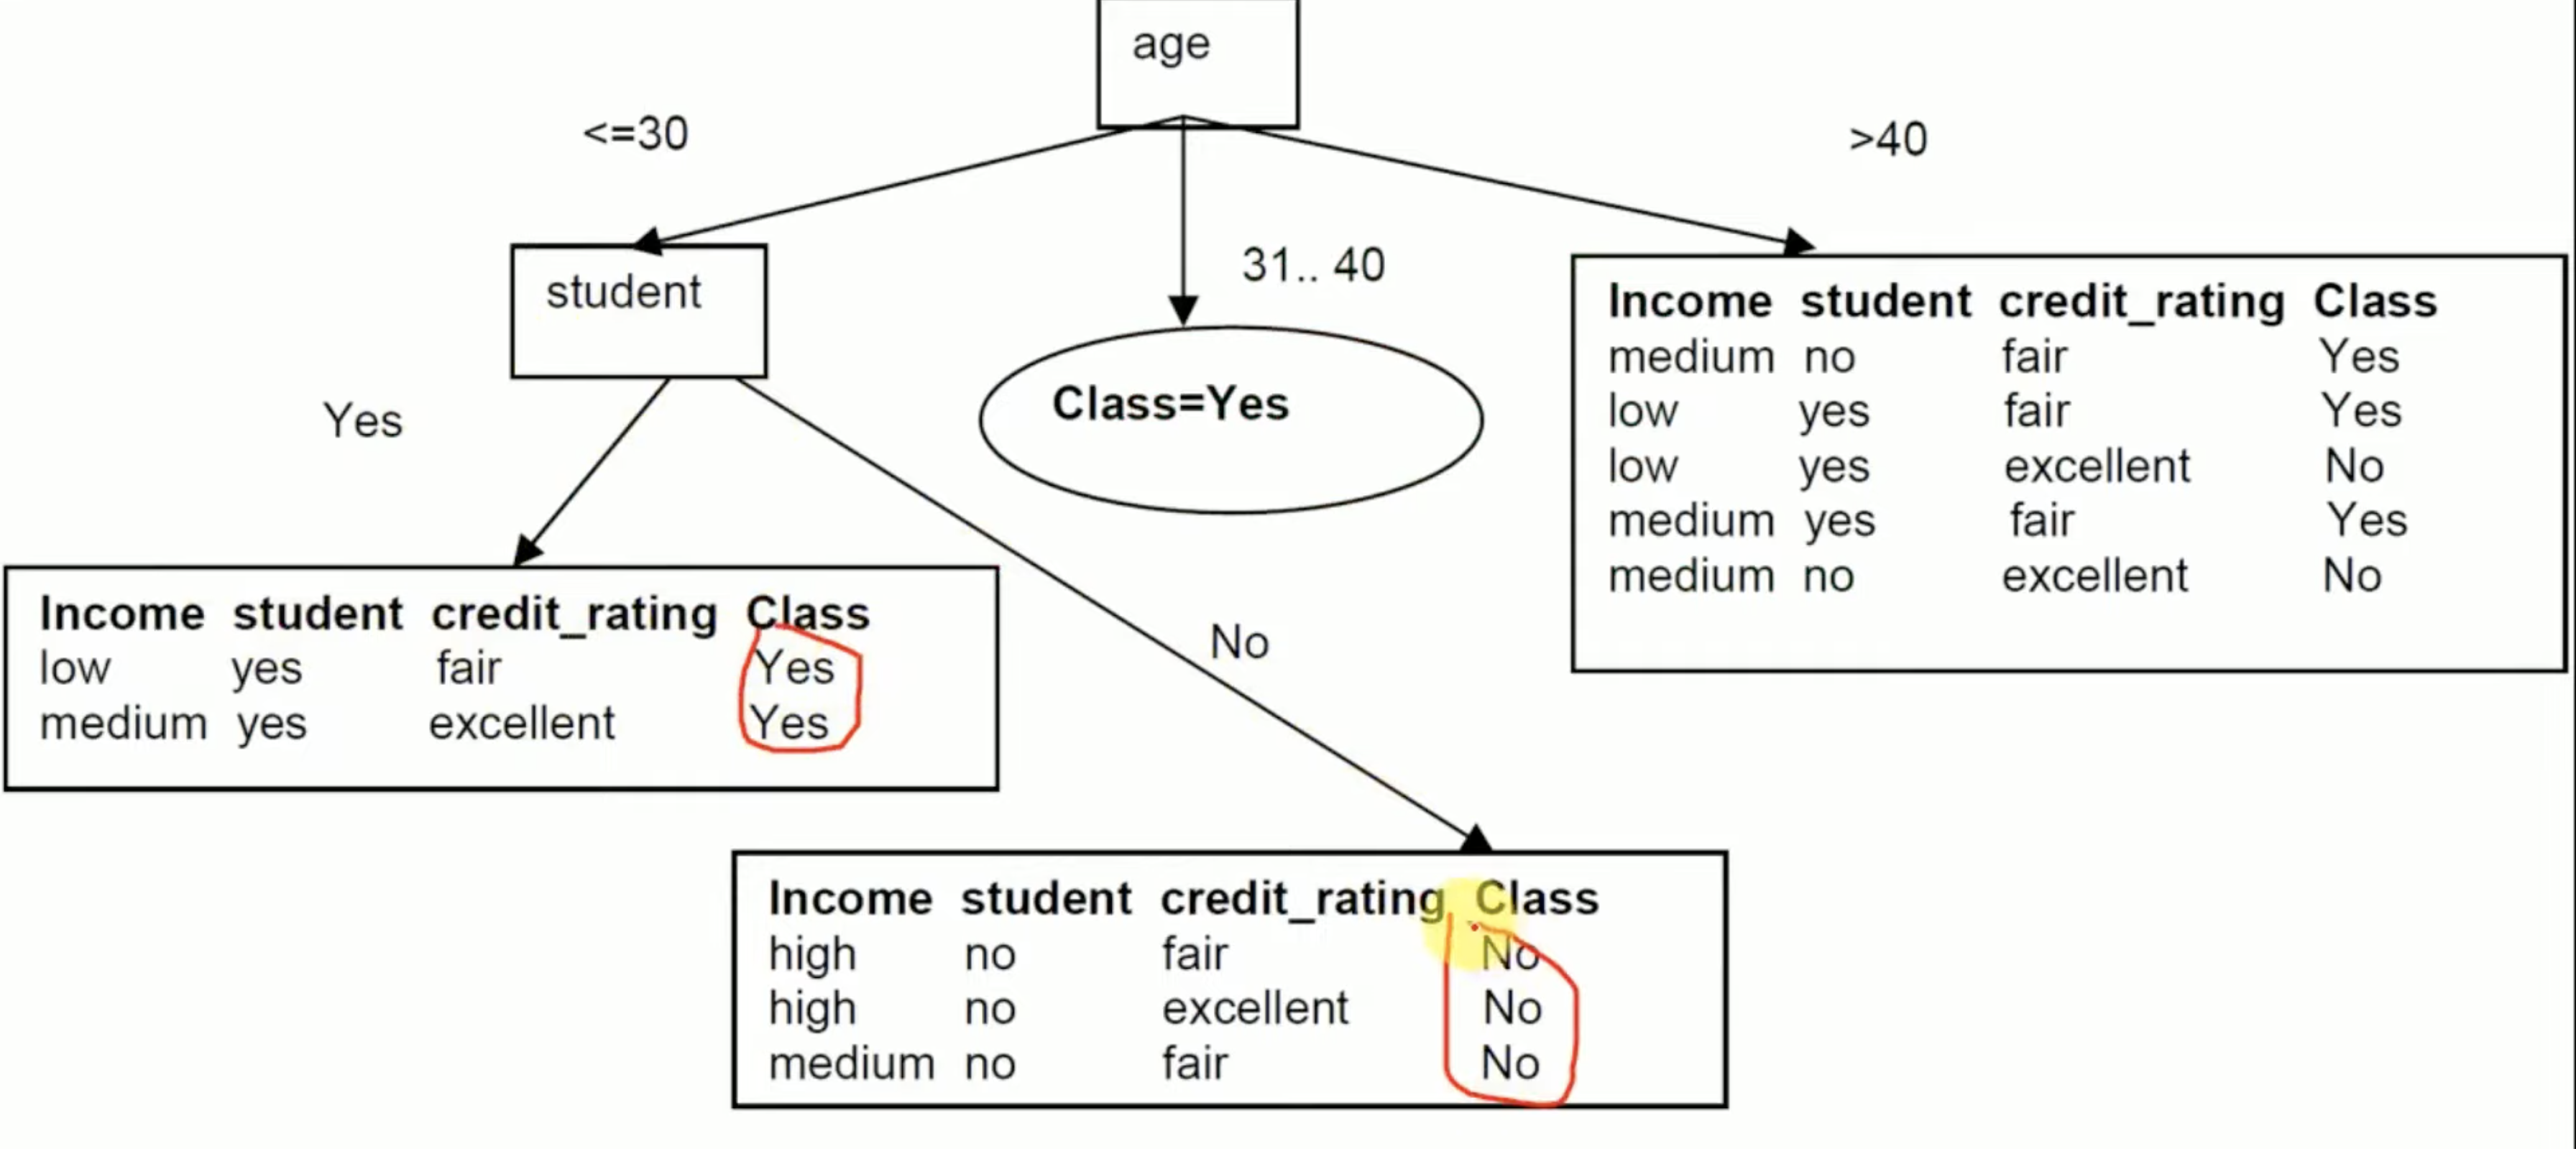 age
<=30
>40
31.. 40
student
Class=Yes
Income student credit_rating Class
medium no fair Yes
low yes fair Yes
low yes excellent No
medium yes fair Yes
medium no excellent No
Yes
No
Income student credit_rating Class
low yes fair Yes
medium yes excellent Yes
Income student credit_rating Class
high no fair No
high no excellent No
medium no fair No